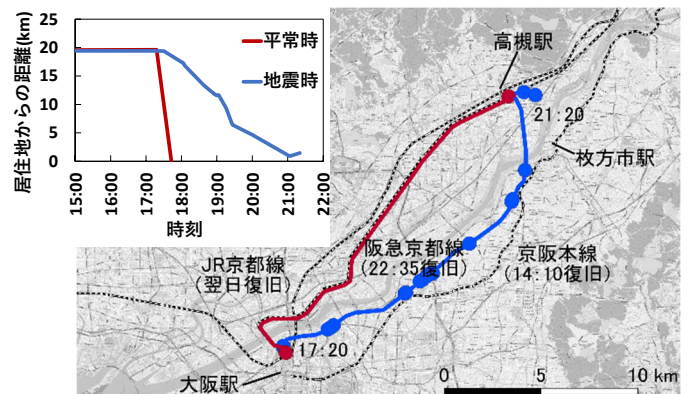 居住地からの距離(km)
25
20
15
10
5
0
平常時
地震時
15:00
16:00
17:00
18:00
19:00
20:00
21:00
22:00
時刻
高槻駅
21:20
枚方市駅
JR京都線
(翌日復旧)
阪急京都線
(22:35復旧)
京阪本線
(14:10復旧)
17:20
大阪駅
0
5
10 km